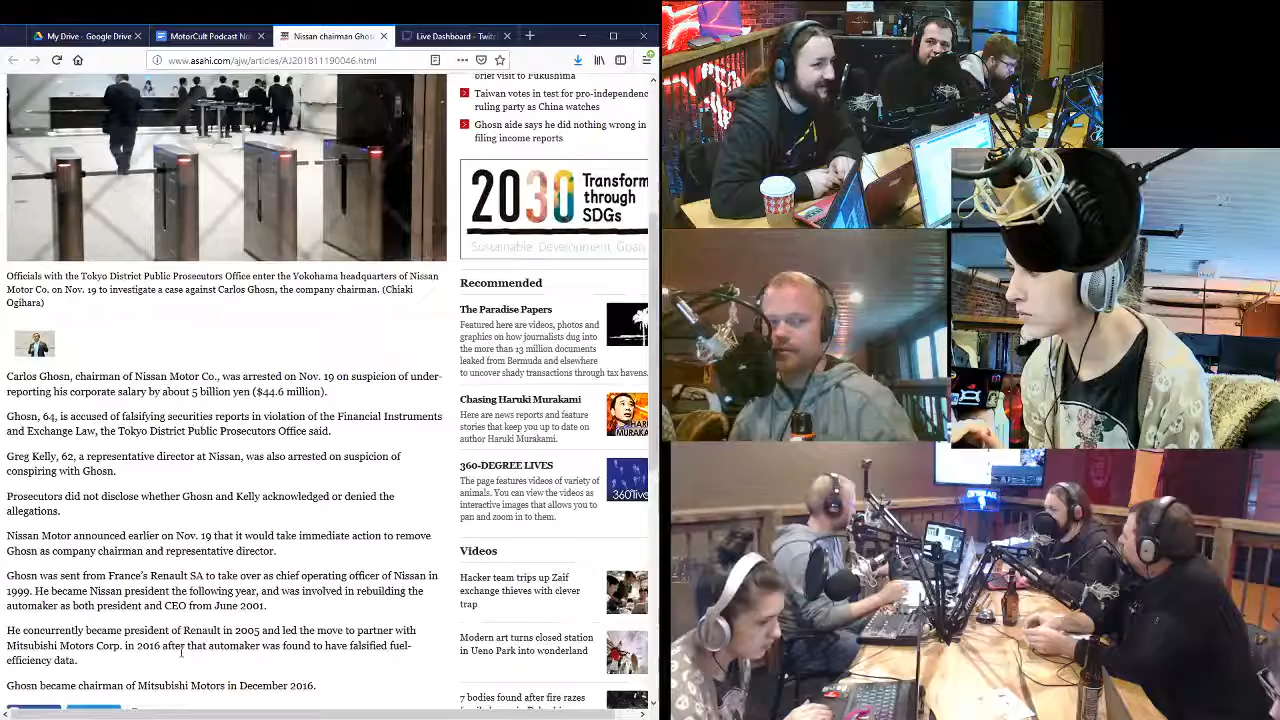 My Drive - Google Drive
MotorCult Podcast
Nissan chairman Ghos
Live Dashboard - Twitc
www.asahi.com/ajw/articles/AJ201811190046.html
brief visit to Fukushima
Taiwan votes in test for pro-independence
ruling party as China watches
Ghosn aide says he did nothing wrong in
filing income reports
2030 Transform
through
SDGs
Sustainable Development Goals
Officials with the Tokyo District Public Prosecutors Office enter the Yokohama headquarters of Nissan
Motor Co. on Nov. 19 to investigate a case against Carlos Ghosn, the company chairman. (Chiaki
Ogihara)
Carlos Ghosn, chairman of Nissan Motor Co., was arrested on Nov. 19 on suspicion of under-
reporting his corporate salary by about 5 billion yen ($44.6 million).
Ghosn, 64, is accused of falsifying securities reports in violation of the Financial Instruments
and Exchange Law, the Tokyo District Public Prosecutors Office said.
Greg Kelly, 62, a representative director at Nissan, was also arrested on suspicion of
conspiring with Ghosn.
Prosecutors did not disclose whether Ghosn and Kelly acknowledged or denied the
allegations.
Nissan Motor announced earlier on Nov. 19 that it would take immediate action to remove
Ghosn as company chairman and representative director.
Ghosn was sent from France's Renault SA to take over as chief operating officer of Nissan in
1999. He became Nissan president the following year, and was involved in rebuilding the
automaker as both president and CEO from June 2001.
He concurrently became president of Renault in 2005 and led the move to partner with
Mitsubishi Motors Corp. in 2016 after that automaker was found to have falsified fuel-
efficiency data.
Ghosn became chairman of Mitsubishi Motors in December 2016.
Recommended
The Paradise Papers
Featured here are videos, photos and
graphics on how journalists dug into
the more than 13 million documents
leaked from Bermuda and elsewhere
to uncover shady transactions through tax havens.
Chasing Haruki Murakami
Here are news reports and feature
stories that keep you up to date on
author Haruki Murakami.
HARUKI
MURAKA
360-DEGREE LIVES
The page features videos of variety of
animals. You can view the videos as
interactive images that allows you to
pan and zoom in to them.
360°live
Videos
Hacker team trips up Zaif
exchange thieves with clever
trap
Modern art turns closed station
in Ueno Park into wonderland
7 bodies found after fire razes